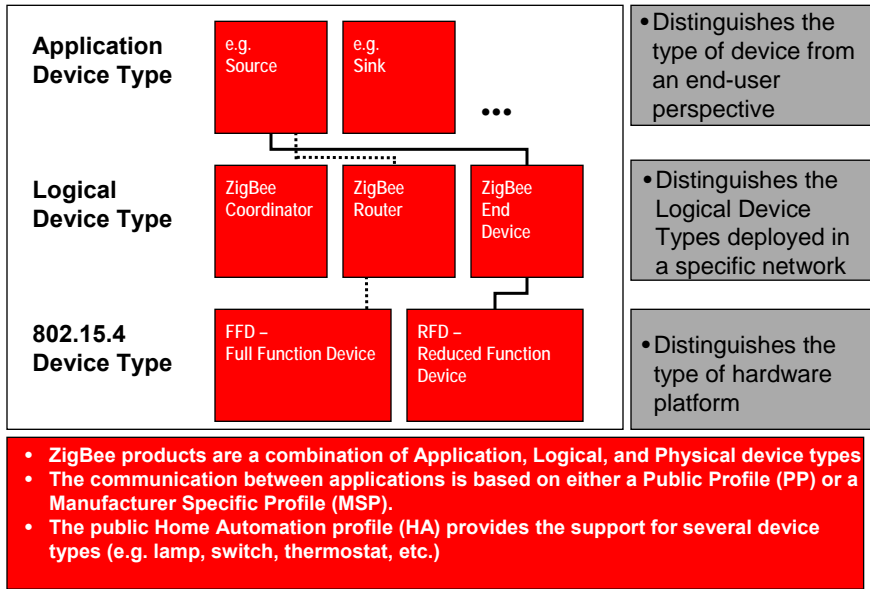 Application
Device Type
e.g.
Source
e.g.
Sink
...
• Distinguishes the
type of device from
an end-user
perspective
Logical
Device Type
ZigBee
Coordinator
ZigBee
Router
ZigBee
End
Device
• Distinguishes the
Logical Device
Types deployed in
a specific network
802.15.4
Device Type
FFD –
Full Function Device
RFD –
Reduced Function
Device
• Distinguishes the
type of hardware
platform
• ZigBee products are a combination of Application, Logical, and Physical device types
• The communication between applications is based on either a Public Profile (PP) or a
Manufacturer Specific Profile (MSP).
• The public Home Automation profile (HA) provides the support for several device
types (e.g. lamp, switch, thermostat, etc.)